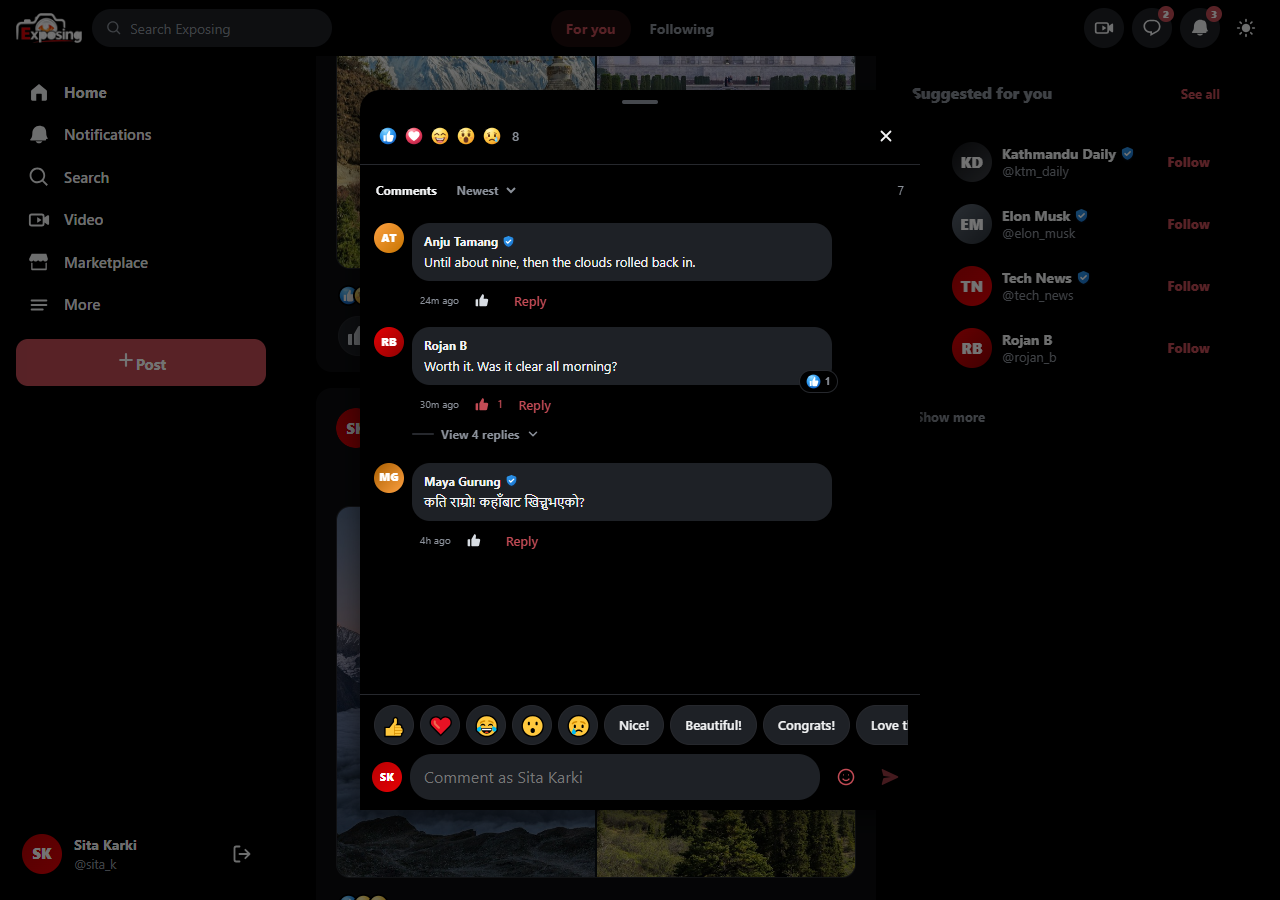 Exposing
Search Exposing
For you
Following
2
3
Home
Notifications
Search
Video
Marketplace
More
Post
8
Comments
Newest
7
AT
Anju Tamang
Until about nine, then the clouds rolled back in.
24m ago
Reply
RB
Rojan B
Worth it. Was it clear all morning?
1
30m ago
1
Reply
View 4 replies
MG
Maya Gurung
कति राम्रो! कहाँबाट खिच्नुभएको?
4h ago
Reply
Nice!
Beautiful!
Congrats!
Love
SK
Comment as Sita Karki
Suggested for you
See all
KD
Kathmandu Daily
@ktm_daily
Follow
EM
Elon Musk
@elon_musk
Follow
TN
Tech News
@tech_news
Follow
RB
Rojan B
@rojan_b
Follow
Show more
SK
Sita Karki
@sita_k